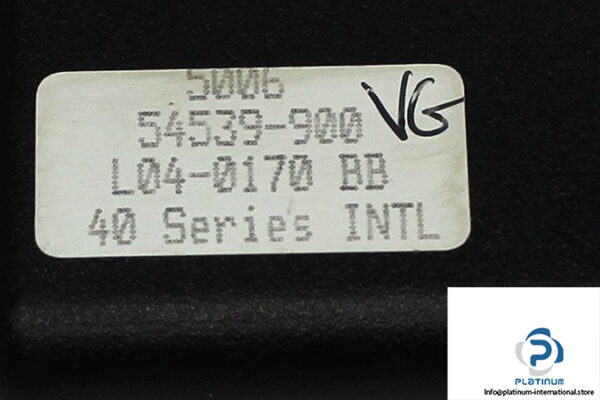 5006
54539-900
VG
L04-0170 BB
40 Series INTL
PLATINUM
info@platinum-international.store